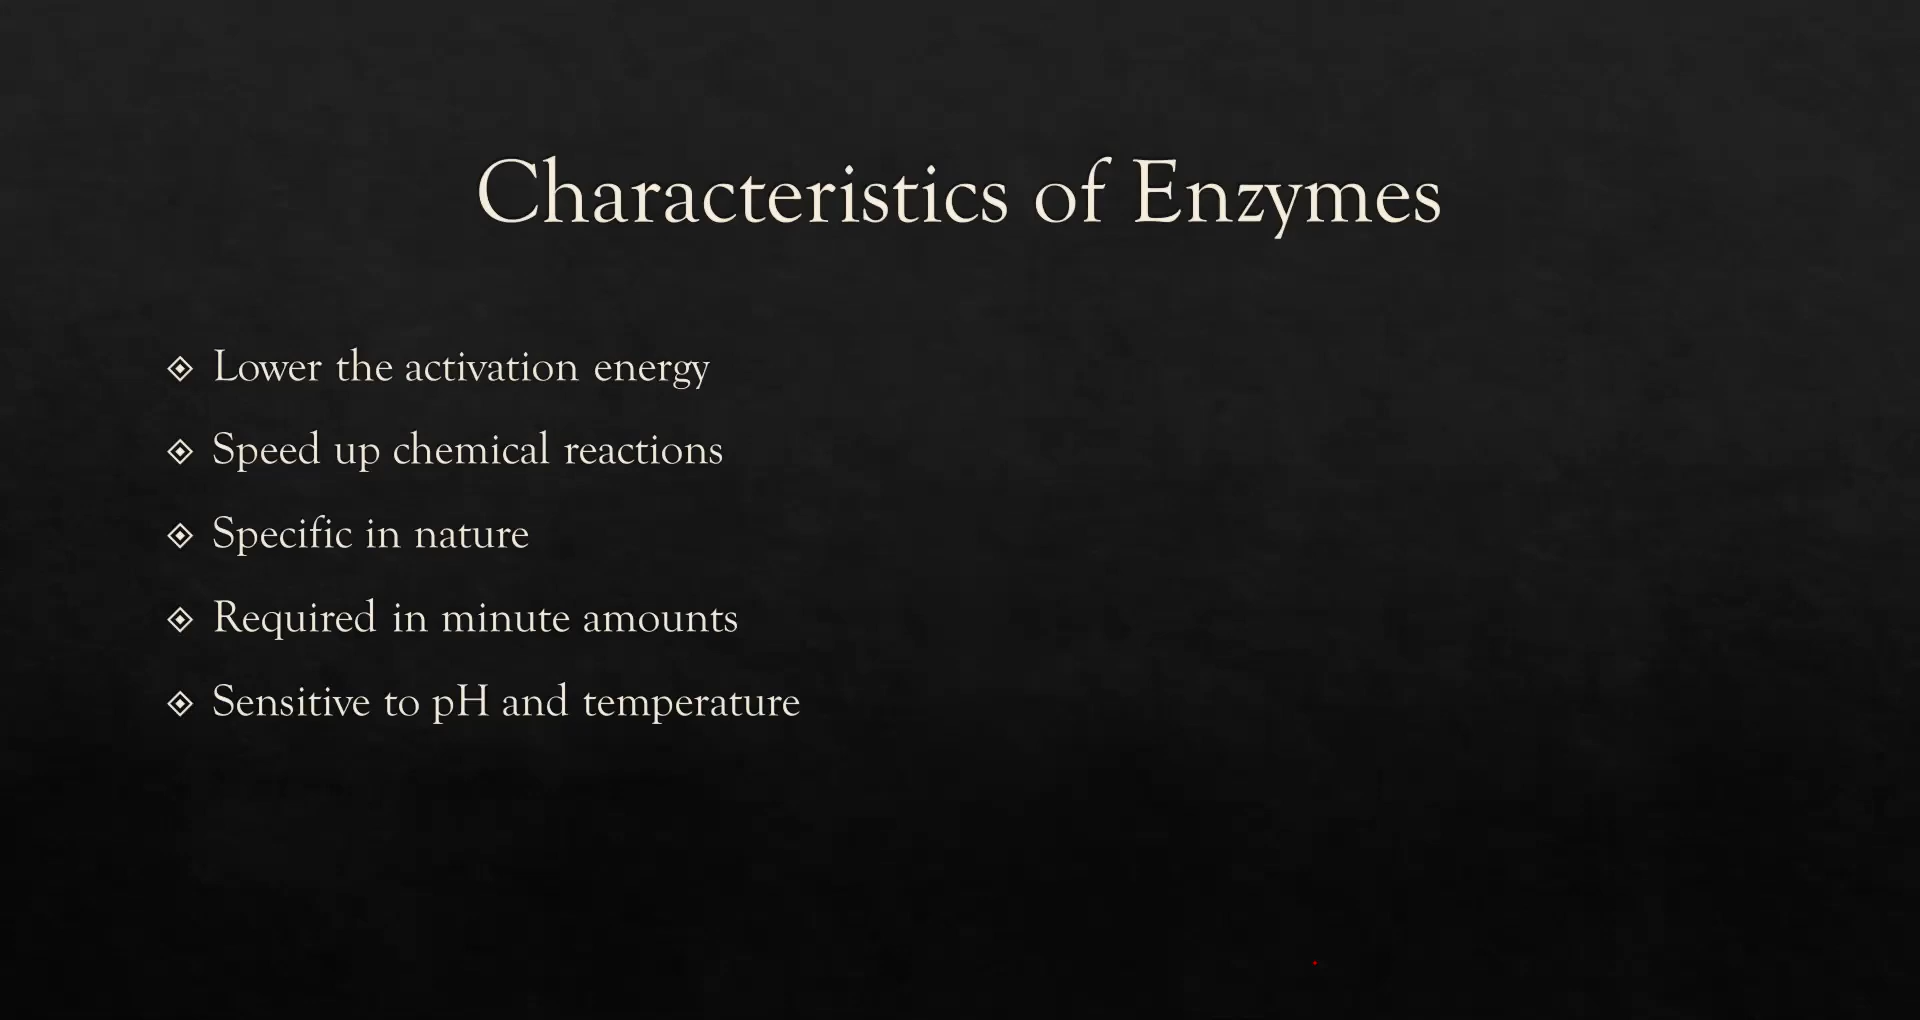 Characteristics of Enzymes
Lower the activation energy
Speed up chemical reactions
Specific in nature
Required in minute amounts
Sensitive to pH and temperature